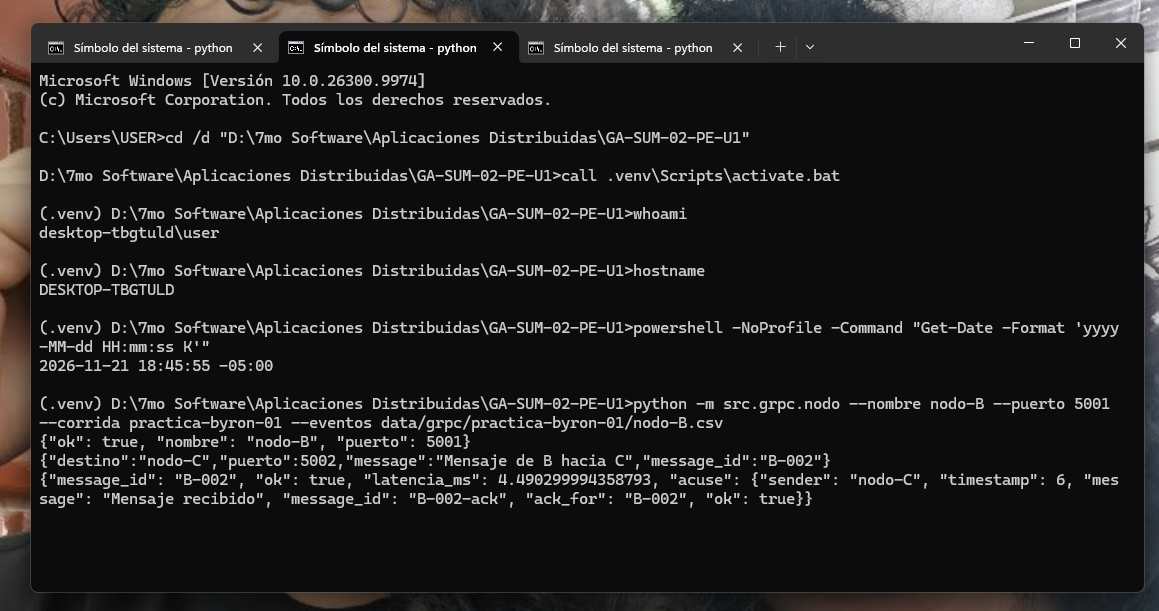 Símbolo del sistema - python
Símbolo del sistema - python
Símbolo del sistema - python
Microsoft Windows [Versión 10.0.26300.9974]
(c) Microsoft Corporation. Todos los derechos reservados.
C:\Users\USER>cd /d "D:\7mo Software\Aplicaciones Distribuidas\GA-SUM-02-PE-U1"
D:\7mo Software\Aplicaciones Distribuidas\GA-SUM-02-PE-U1>call .venv\Scripts\activate.bat
(.venv) D:\7mo Software\Aplicaciones Distribuidas\GA-SUM-02-PE-U1>whoami
desktop-tbgtuld\user
(.venv) D:\7mo Software\Aplicaciones Distribuidas\GA-SUM-02-PE-U1>hostname
DESKTOP-TBGTULD
(.venv) D:\7mo Software\Aplicaciones Distribuidas\GA-SUM-02-PE-U1>powershell -NoProfile -Command "Get-Date -Format 'yyyy
-MM-dd HH:mm:ss K'"
2026-11-21 18:45:55 -05:00
(.venv) D:\7mo Software\Aplicaciones Distribuidas\GA-SUM-02-PE-U1>python -m src.grpc.nodo --nombre nodo-B --puerto 5001
--corrida practica-byron-01 --eventos data/grpc/practica-byron-01/nodo-B.csv
{"ok": true, "nombre": "nodo-B", "puerto": 5001}
{"destino":"nodo-C","puerto":5002,"message":"Mensaje de B hacia C","message_id":"B-002"}
{"message_id": "B-002", "ok": true, "latencia_ms": 4.490299994358793, "acuse": {"sender": "nodo-C", "timestamp": 6, "mes
sage": "Mensaje recibido", "message_id": "B-002-ack", "ack_for": "B-002", "ok": true}}